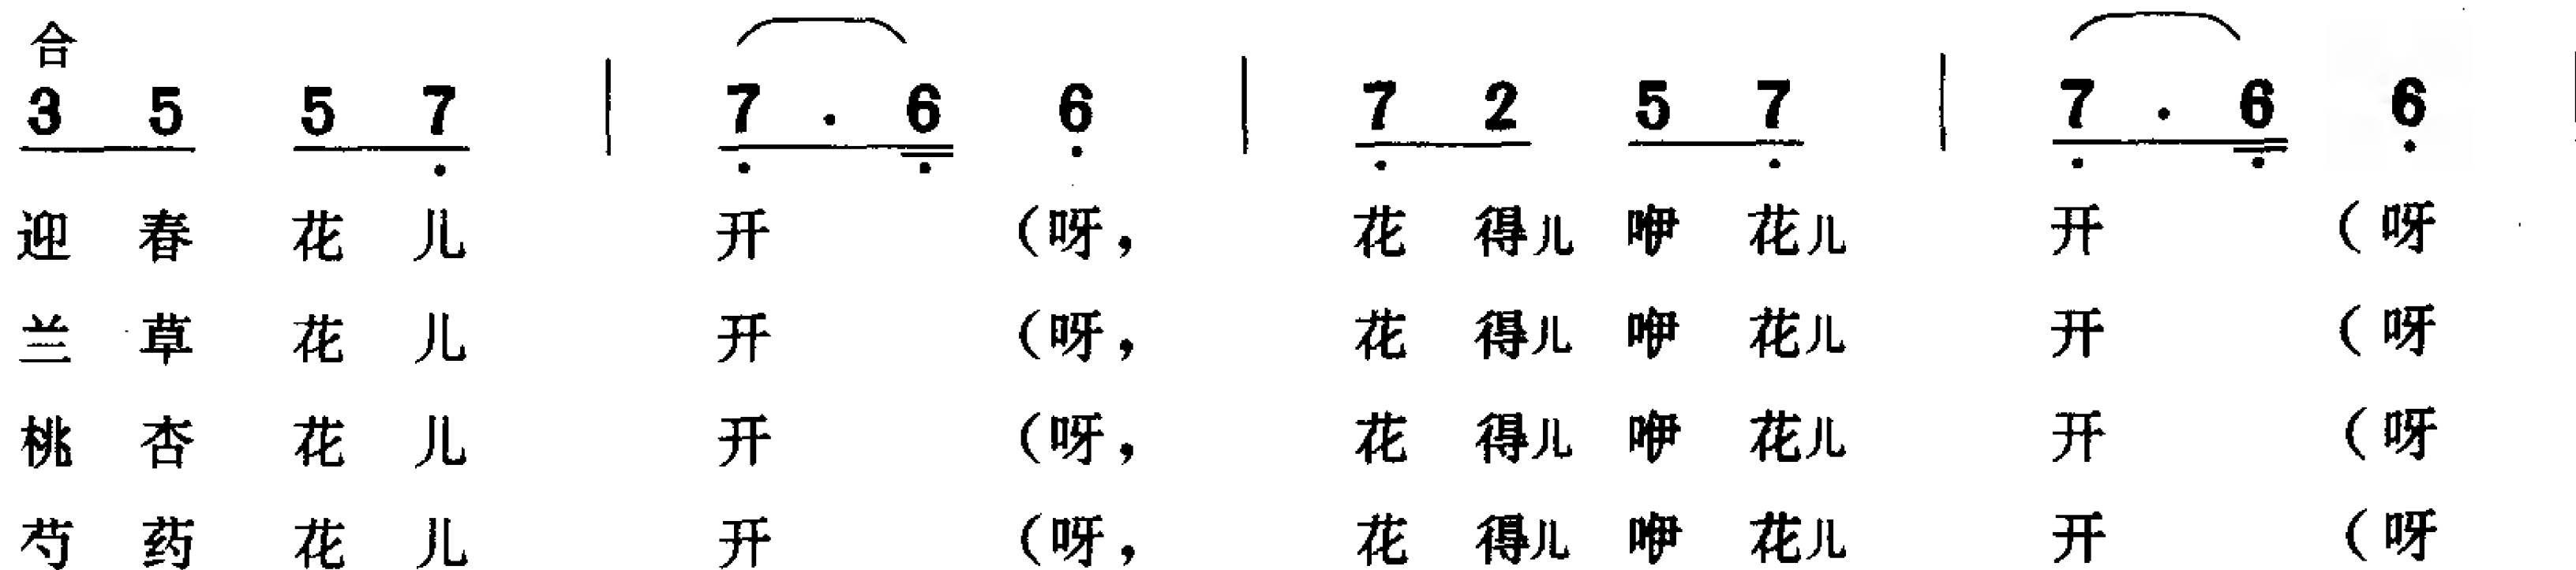 合
3 5 5 7 | 7 . 6 6 | 7 2 5 7 | 7 . 6 6 |
迎春花儿 开 （呀， 花得儿咿花儿 开 （呀
兰草花儿 开 （呀， 花得儿咿花儿 开 （呀
桃杏花儿 开 （呀， 花得儿咿花儿 开 （呀
芍药花儿 开 （呀， 花得儿咿花儿 开 （呀